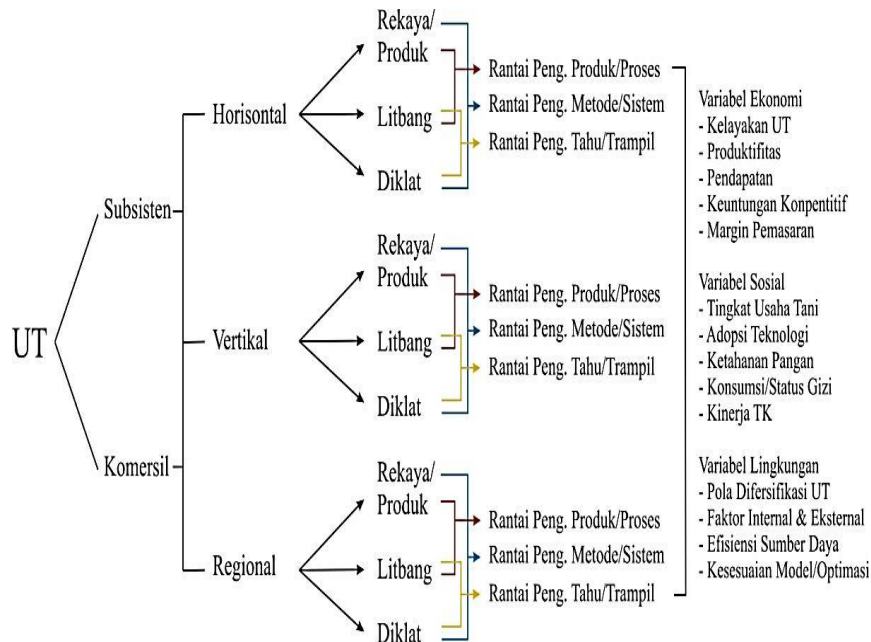 UT
Subsisten
Komersil
Horisontal
Rekaya/
Produk
Litbang
Diklat
Rantai Peng. Produk/Proses
Rantai Peng. Metode/Sistem
Rantai Peng. Tahu/Trampil
Vertikal
Rekaya/
Produk
Litbang
Diklat
Rantai Peng. Produk/Proses
Rantai Peng. Metode/Sistem
Rantai Peng. Tahu/Trampil
Regional
Rekaya/
Produk
Litbang
Diklat
Rantai Peng. Produk/Proses
Rantai Peng. Metode/Sistem
Rantai Peng. Tahu/Trampil
Variabel Ekonomi
- Kelayakan UT
- Produktifitas
- Pendapatan
- Keuntungan Konpentitif
- Margin Pemasaran
Variabel Sosial
- Tingkat Usaha Tani
- Adopsi Teknologi
- Ketahanan Pangan
- Konsumsi/Status Gizi
- Kinerja TK
Variabel Lingkungan
- Pola Difersifikasi UT
- Faktor Internal & Eksternal
- Efisiensi Sumber Daya
- Kesesuaian Model/Optimasi